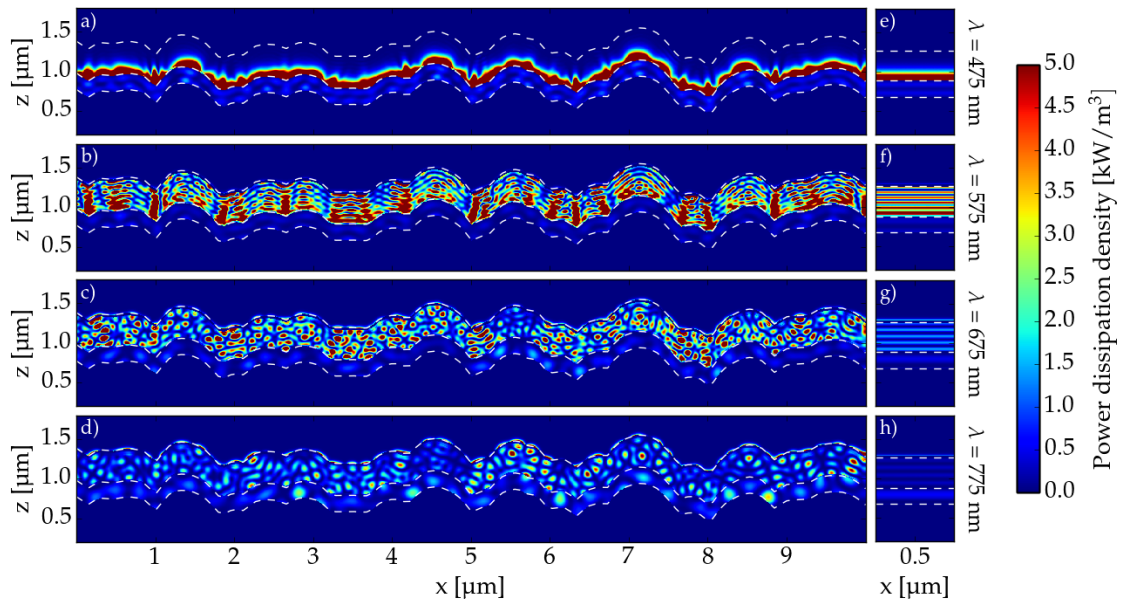 a)
z [µm]
1.5
1.0
0.5
e)
λ = 475 nm
b)
z [µm]
1.5
1.0
0.5
f)
λ = 575 nm
c)
z [µm]
1.5
1.0
0.5
g)
λ = 675 nm
d)
z [µm]
1.5
1.0
0.5
h)
λ = 775 nm
1 2 3 4 5 6 7 8 9
x [µm]
0.5
x [µm]
5.0
4.5
4.0
3.5
3.0
2.5
2.0
1.5
1.0
0.5
0.0
Power dissipation density [kW/m³]